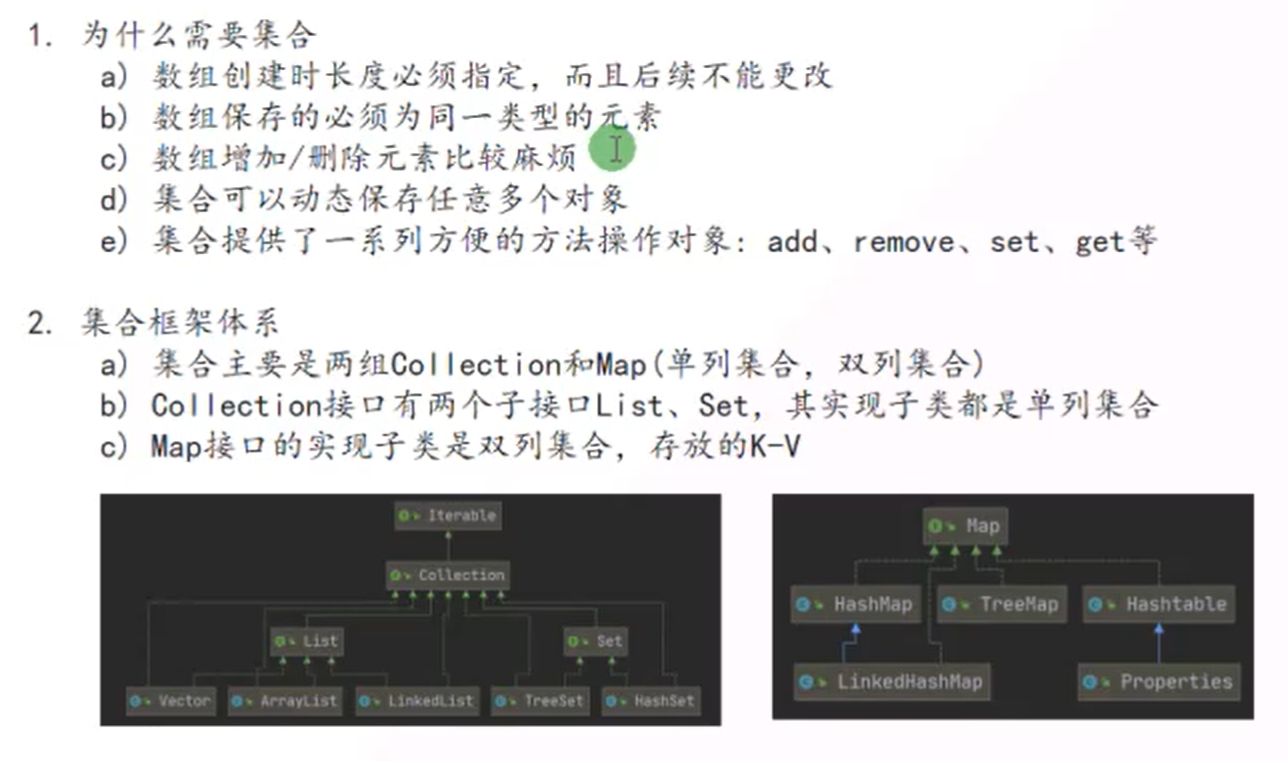 1. 为什么需要集合
a) 数组创建时长度必须指定，而且后续不能更改
b) 数组保存的必须为同一类型的元素
c) 数组增加/删除元素比较麻烦
d) 集合可以动态保存任意多个对象
e) 集合提供了一系列方便的方法操作对象：add、remove、set、get等
2. 集合框架体系
a) 集合主要是两组Collection和Map(单列集合，双列集合)
b) Collection接口有两个子接口List、Set，其实现子类都是单列集合
c) Map接口的实现子类是双列集合，存放的K-V
Iterable
Collection
List Set
Vector ArrayList LinkedList TreeSet HashSet
Map
HashMap TreeMap Hashtable
LinkedHashMap Properties